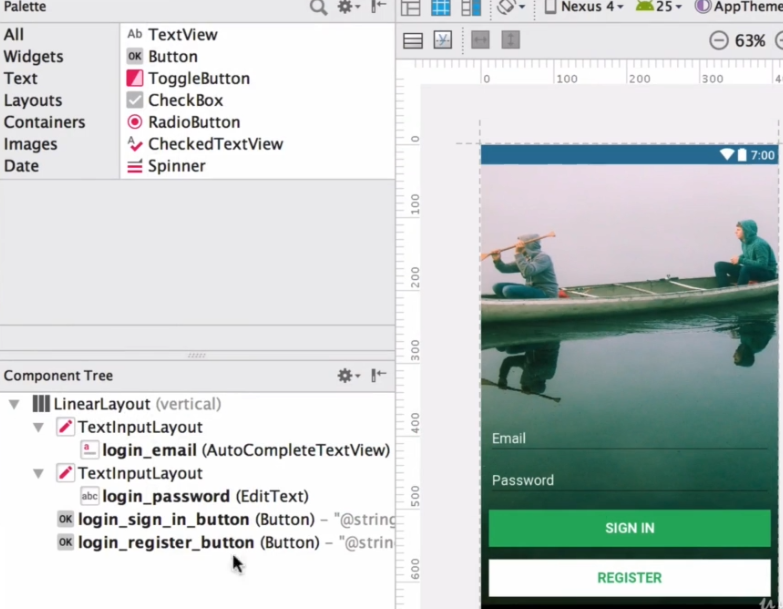 Palette
All
Widgets
Text
Layouts
Containers
Images
Date
Ab TextView
OK Button
ToggleButton
CheckBox
RadioButton
CheckedTextView
Spinner
Nexus 4
25
AppTheme
63%
0 100 200 300
0
100
200
300
400
500
600
7:00
Email
Password
SIGN IN
REGISTER
Component Tree
LinearLayout (vertical)
TextInputLayout
a login_email (AutoCompleteTextView)
TextInputLayout
abc login_password (EditText)
OK login_sign_in_button (Button) – "@string
OK login_register_button (Button) – "@strin